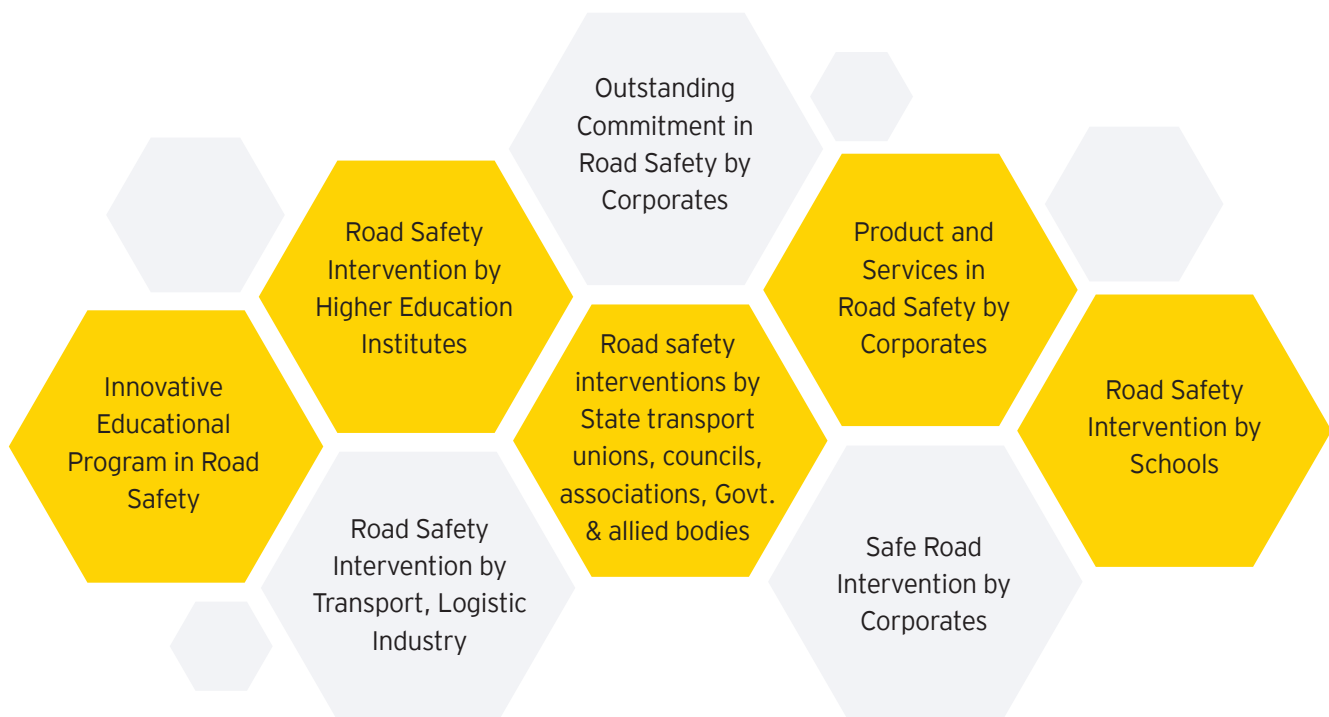 Outstanding
Commitment in
Road Safety by
Corporates
Road Safety
Intervention by
Higher Education
Institutes
Product and
Services in
Road Safety by
Corporates
Innovative
Educational
Program in Road
Safety
Road safety
interventions by
State transport
unions, councils,
associations, Govt.
& allied bodies
Road Safety
Intervention by
Schools
Road Safety
Intervention by
Transport, Logistic
Industry
Safe Road
Intervention by
Corporates